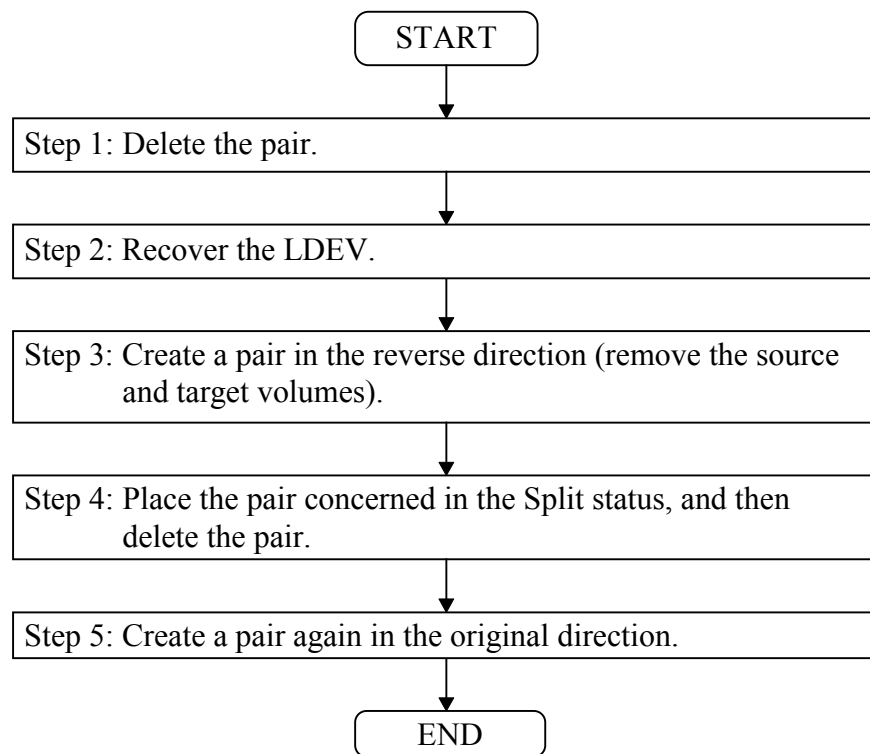 START
Step 1: Delete the pair.
Step 2: Recover the LDEV.
Step 3: Create a pair in the reverse direction (remove the source
and target volumes).
Step 4: Place the pair concerned in the Split status, and then
delete the pair.
Step 5: Create a pair again in the original direction.
END